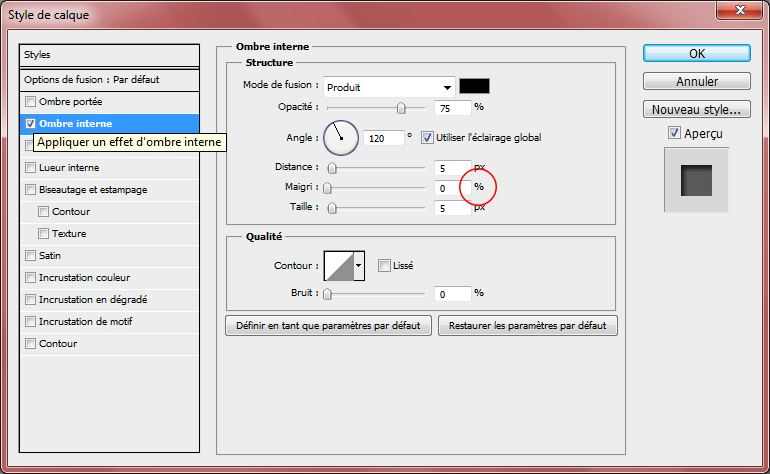 Style de calque
Styles
Options de fusion : Par défaut
Ombre portée
Ombre interne
Appliquer un effet d'ombre interne
Lueur interne
Biseautage et estampage
Contour
Texture
Satin
Incrustation couleur
Incrustation en dégradé
Incrustation de motif
Contour
Ombre interne
Structure
Mode de fusion : Produit
Opacité : 75 %
Angle : 120 ° Utiliser l'éclairage global
Distance : 5 px
Maigri : 0 %
Taille : 5 px
Qualité
Contour : Lissé
Bruit : 0 %
Définir en tant que paramètres par défaut
Restaurer les paramètres par défaut
OK
Annuler
Nouveau style...
Aperçu